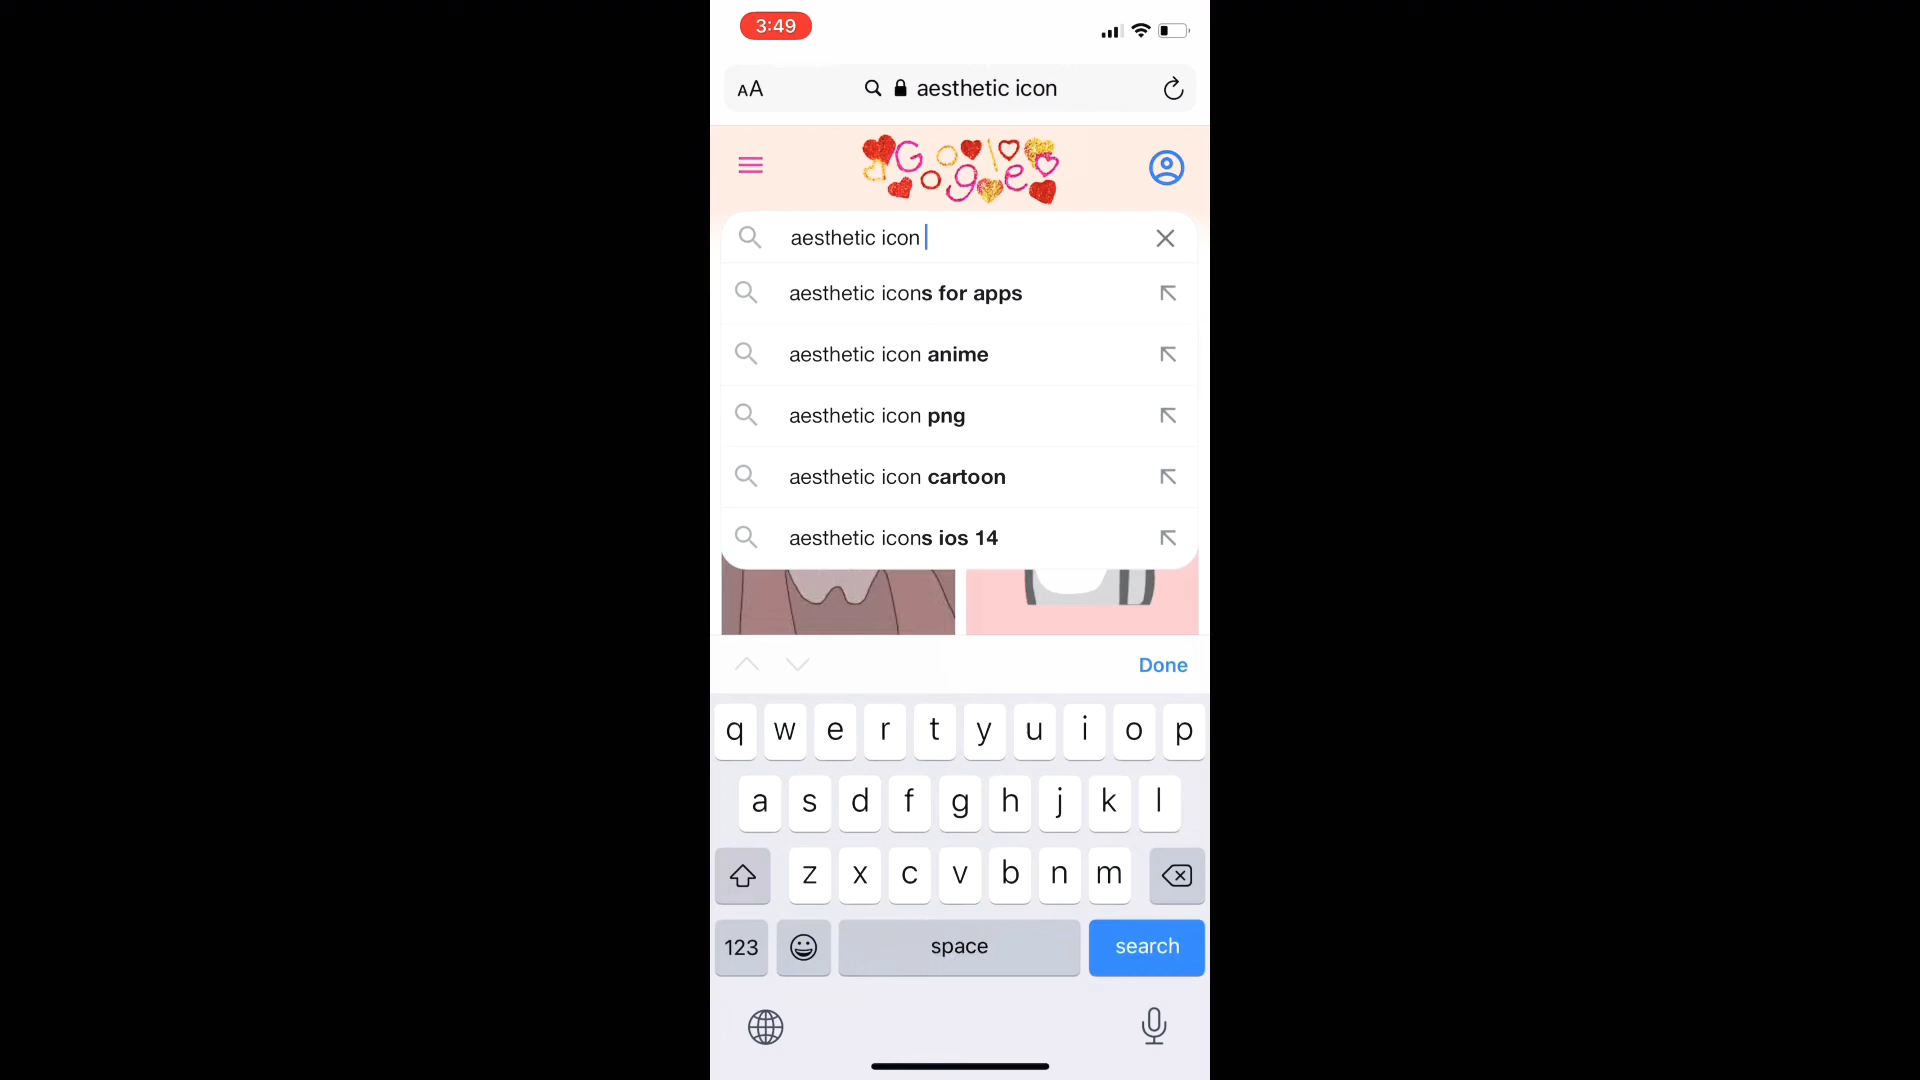 3:49
AA aesthetic icon
Google
aesthetic icon
aesthetic icons for apps
aesthetic icon anime
aesthetic icon png
aesthetic icon cartoon
aesthetic icons ios 14
Done
q w e r t y u i o p
a s d f g h j k l
z x c v b n m
123 space search